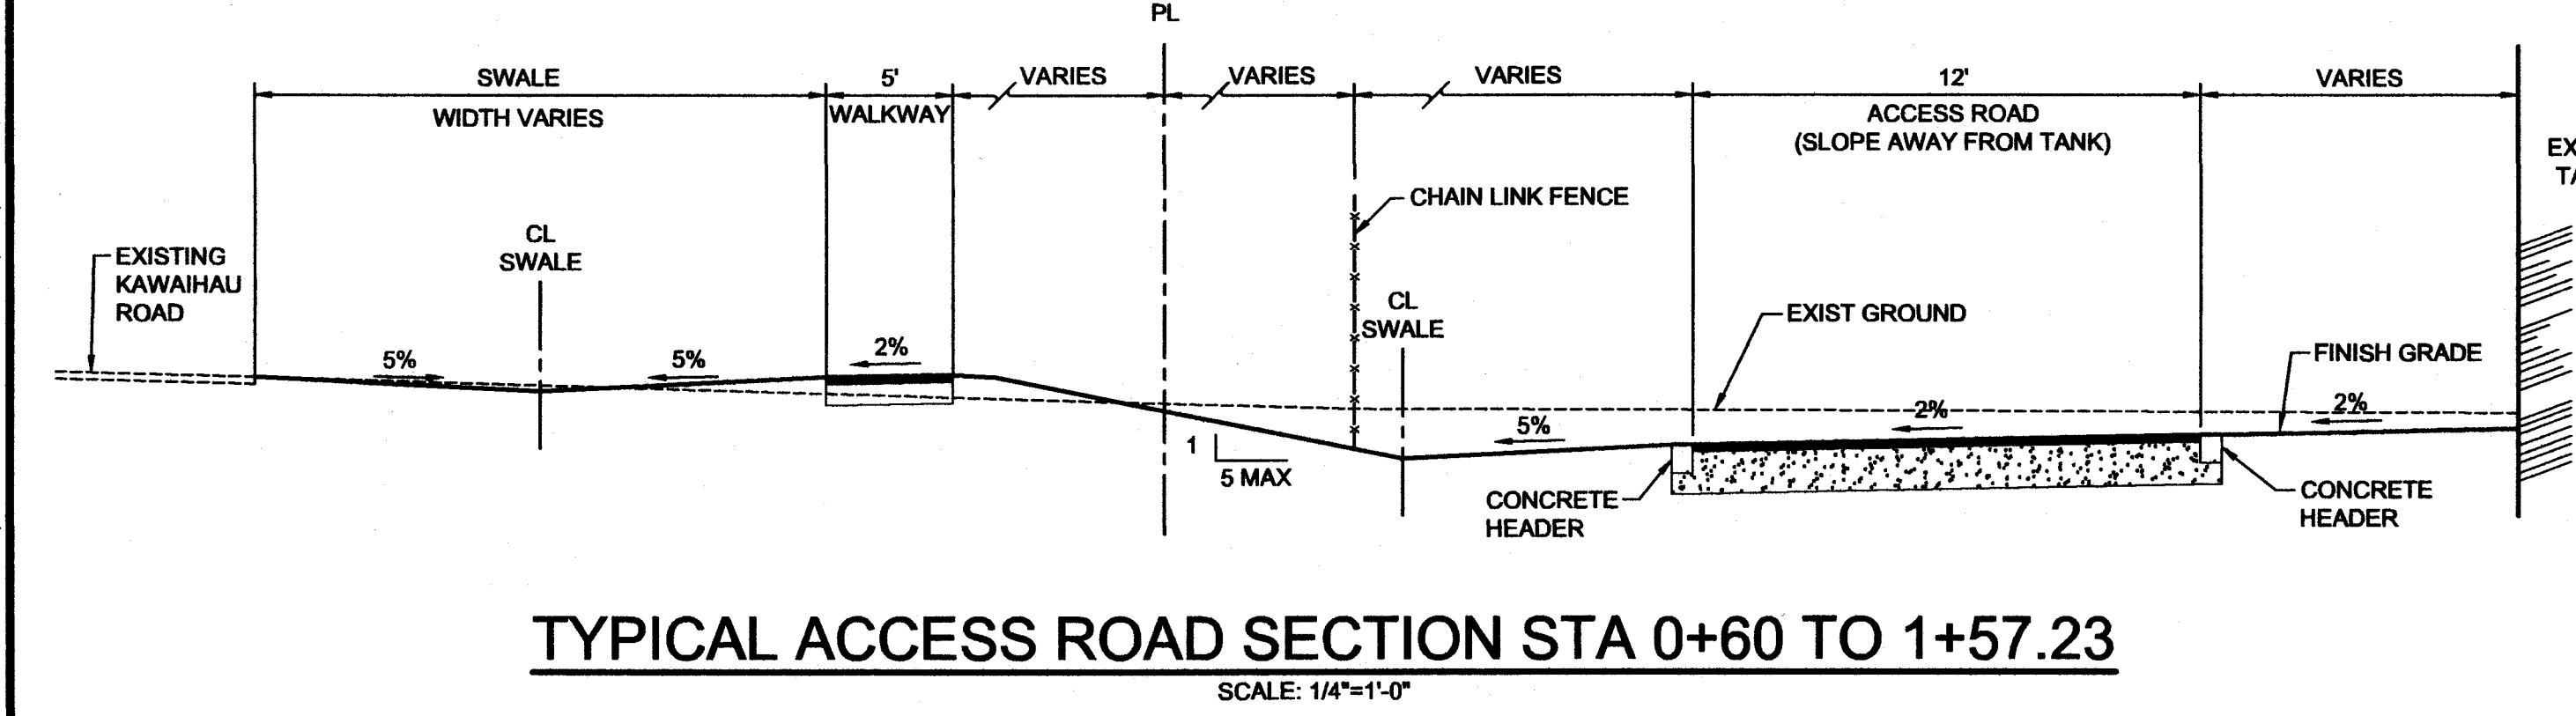 PL
SWALE
WIDTH VARIES
5'
WALKWAY
VARIES
VARIES
VARIES
12'
ACCESS ROAD
(SLOPE AWAY FROM TANK)
VARIES
EX
TA
CHAIN LINK FENCE
EXISTING
KAWAIHAU
ROAD
CL
SWALE
CL
SWALE
EXIST GROUND
FINISH GRADE
5%
5%
2%
5%
2%
2%
1
5 MAX
CONCRETE
HEADER
CONCRETE
HEADER
TYPICAL ACCESS ROAD SECTION STA 0+60 TO 1+57.23
SCALE: 1/4"=1'-0"